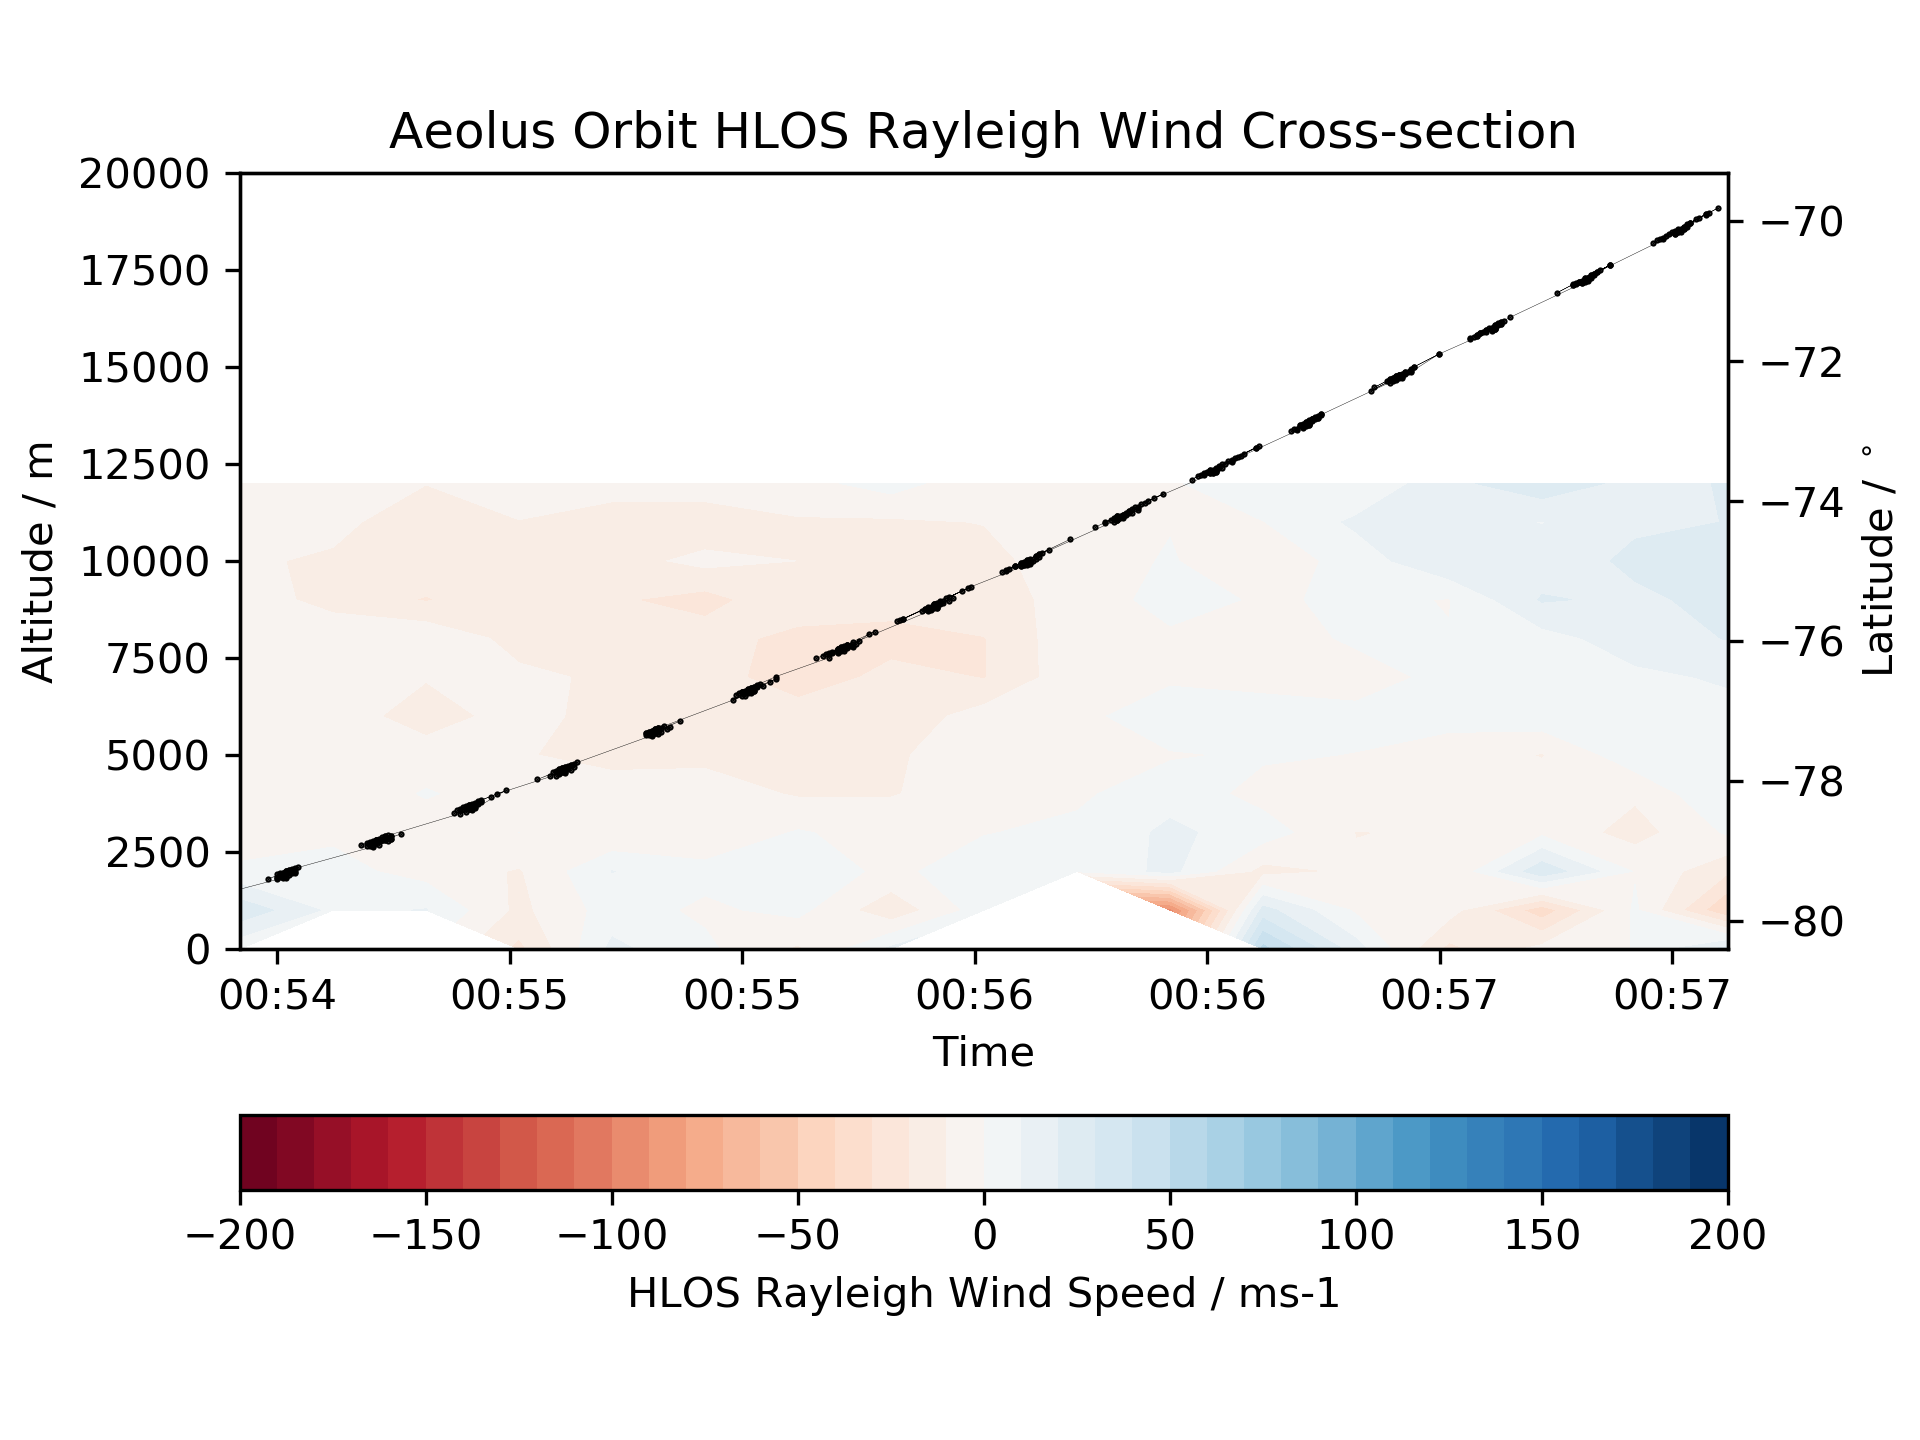 Aeolus Orbit HLOS Rayleigh Wind Cross-section
20000
17500
15000
12500
10000
7500
5000
2500
0
Altitude / m
−70
−72
−74
−76
−78
−80
Latitude / °
00:54 00:55 00:55 00:56 00:56 00:57 00:57
Time
−200 −150 −100 −50 0 50 100 150 200
HLOS Rayleigh Wind Speed / ms-1